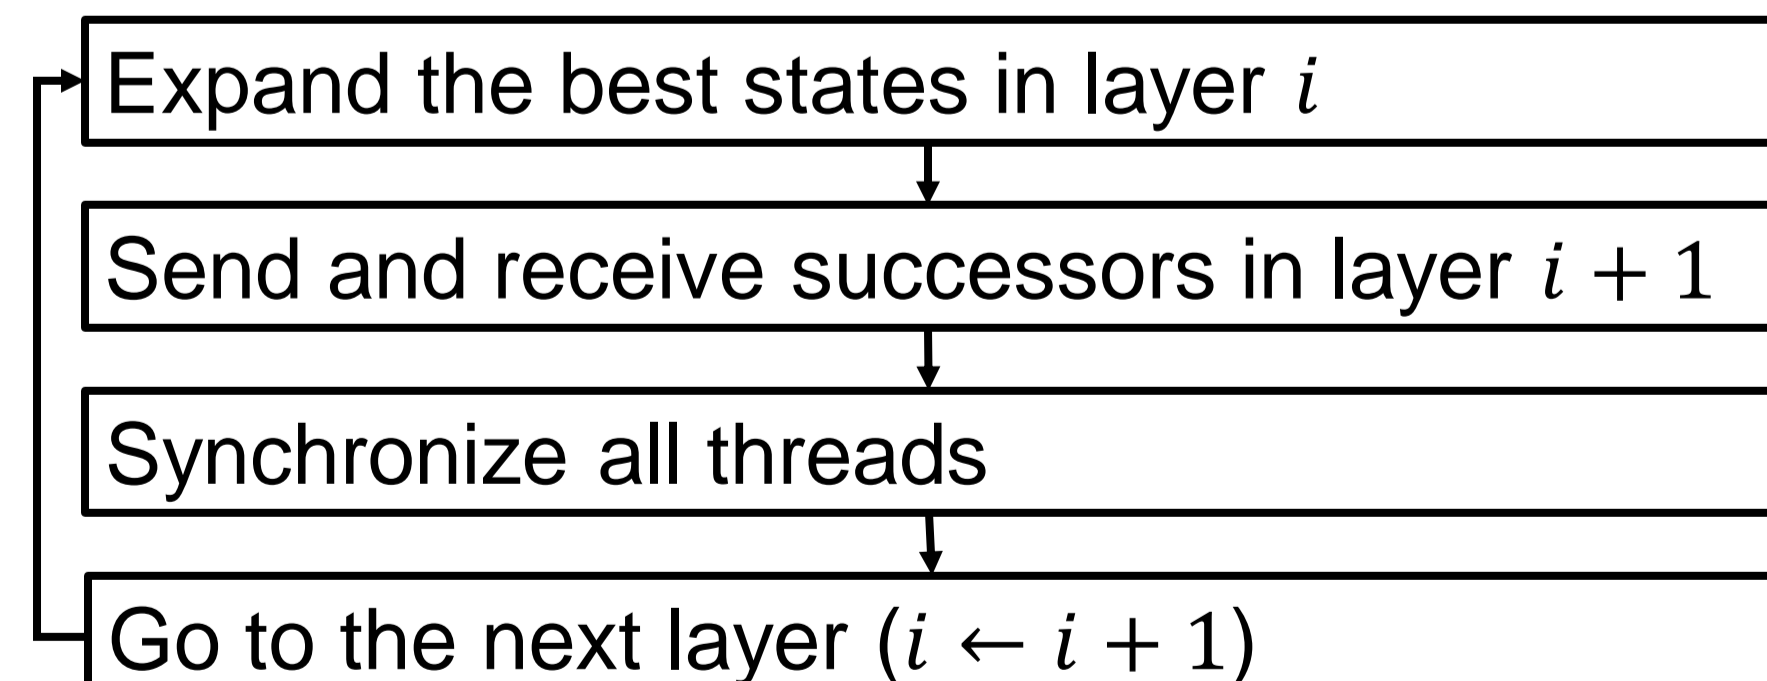 Expand the best states in layer 𝑖
Send and receive successors in layer 𝑖 + 1
Synchronize all threads
Go to the next layer (𝑖 ← 𝑖 + 1)